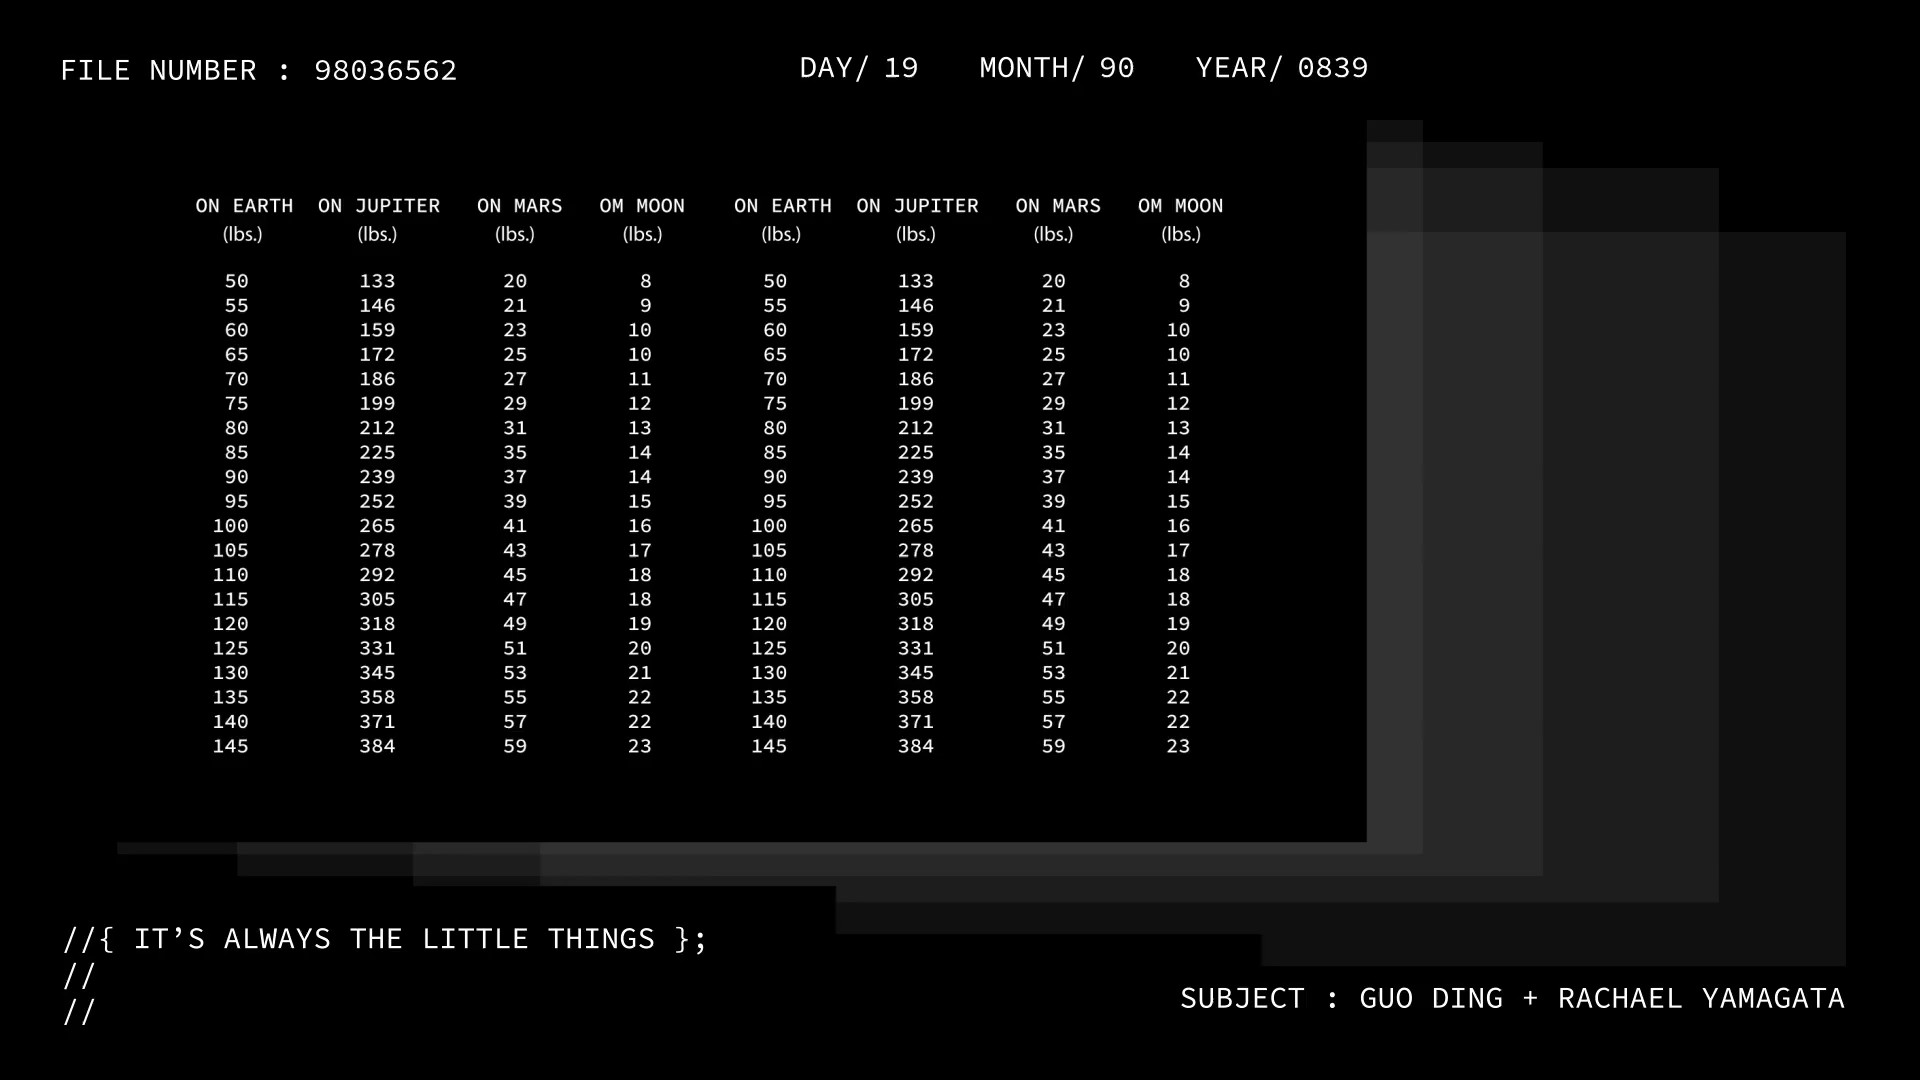 FILE NUMBER : 98036562
DAY/ 19 MONTH/ 90 YEAR/ 0839
ON EARTH ON JUPITER ON MARS OM MOON ON EARTH ON JUPITER ON MARS OM MOON
(lbs.) (lbs.) (lbs.) (lbs.) (lbs.) (lbs.) (lbs.) (lbs.)
50 133 20 8 50 133 20 8
55 146 21 9 55 146 21 9
60 159 23 10 60 159 23 10
65 172 25 10 65 172 25 10
70 186 27 11 70 186 27 11
75 199 29 12 75 199 29 12
80 212 31 13 80 212 31 13
85 225 35 14 85 225 35 14
90 239 37 14 90 239 37 14
95 252 39 15 95 252 39 15
100 265 41 16 100 265 41 16
105 278 43 17 105 278 43 17
110 292 45 18 110 292 45 18
115 305 47 18 115 305 47 18
120 318 49 19 120 318 49 19
125 331 51 20 125 331 51 20
130 345 53 21 130 345 53 21
135 358 55 22 135 358 55 22
140 371 57 22 140 371 57 22
145 384 59 23 145 384 59 23
//{ IT’S ALWAYS THE LITTLE THINGS };
//
//
SUBJECT : GUO DING + RACHAEL YAMAGATA